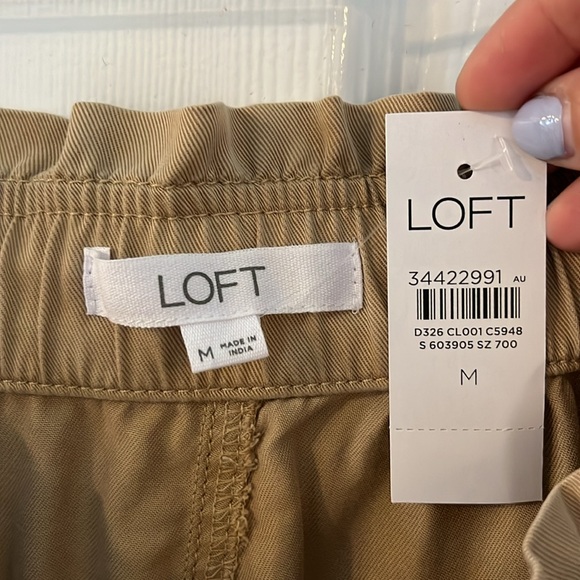 LOFT
M MADE IN
INDIA
LOFT
34422991 AU
D326 CL001 C5948
S 603905 SZ 700
M